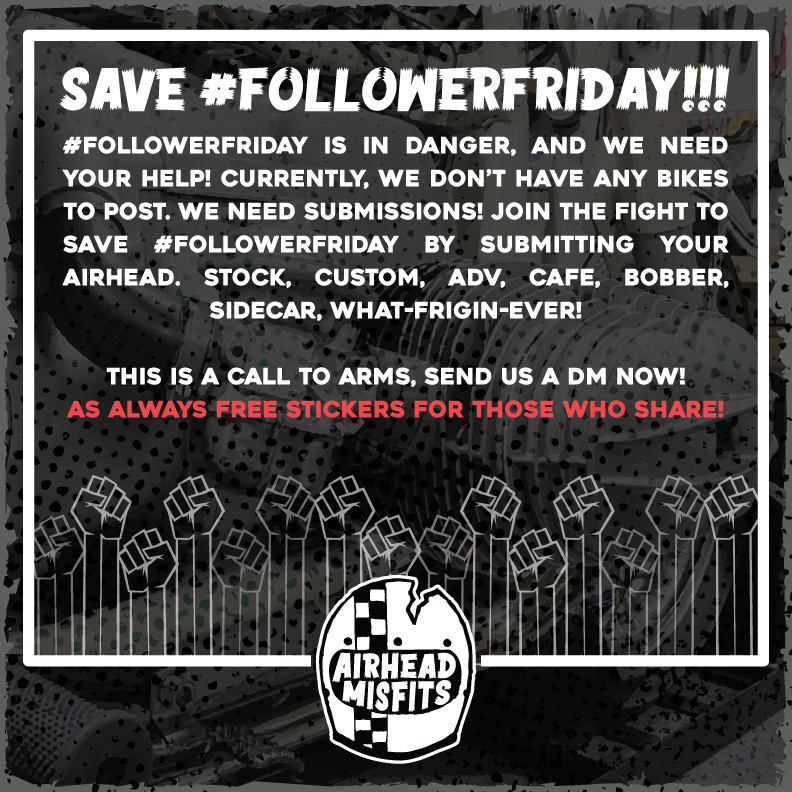 SAVE #FOLLOWERFRIDAY!!!
#FOLLOWERFRIDAY IS IN DANGER, AND WE NEED
YOUR HELP! CURRENTLY, WE DON'T HAVE ANY BIKES
TO POST. WE NEED SUBMISSIONS! JOIN THE FIGHT TO
SAVE #FOLLOWERFRIDAY BY SUBMITTING YOUR
AIRHEAD. STOCK, CUSTOM, ADV, CAFE, BOBBER,
SIDECAR, WHAT-FRIGIN-EVER!
THIS IS A CALL TO ARMS, SEND US A DM NOW!
AS ALWAYS FREE STICKERS FOR THOSE WHO SHARE!
AIRHEAD
MISFITS